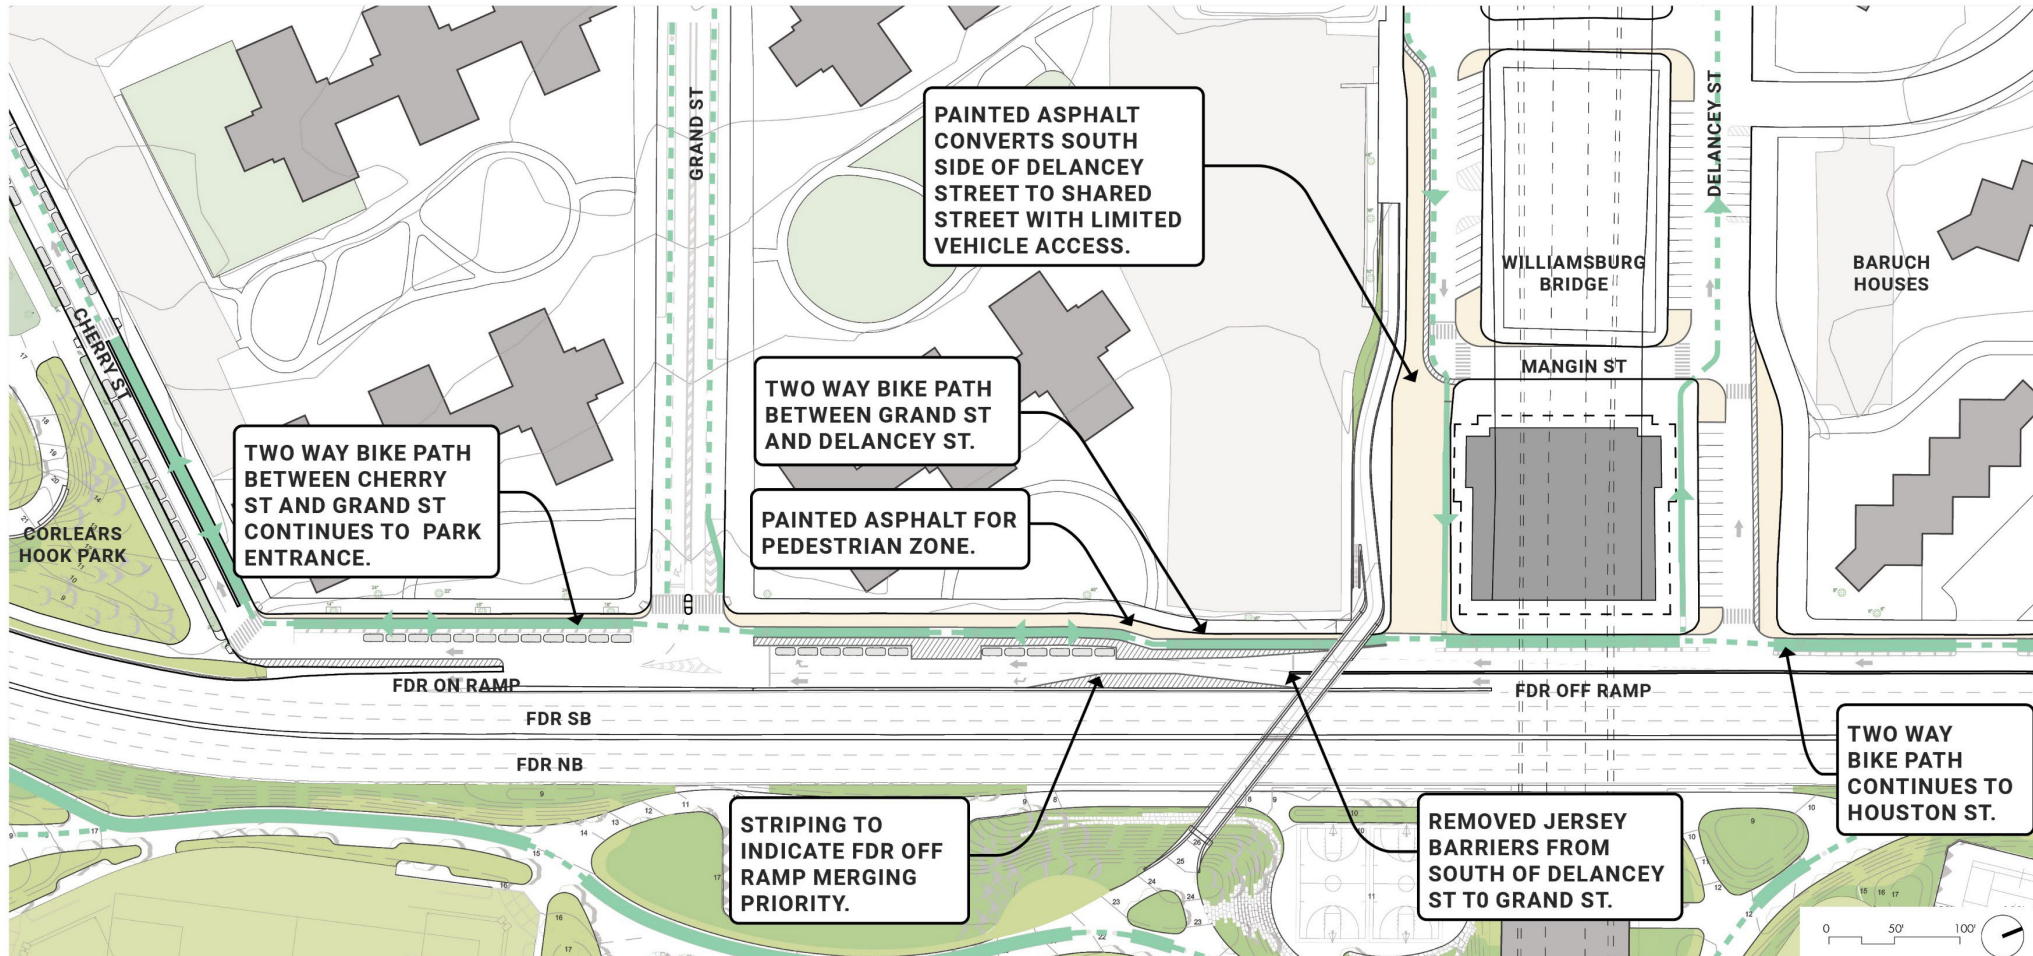 PAINTED ASPHALT
CONVERTS SOUTH
SIDE OF DELANCEY
STREET TO SHARED
STREET WITH LIMITED
VEHICLE ACCESS.
GRAND ST
DELANCEY ST
WILLIAMSBURG
BRIDGE
BARUCH
HOUSES
MANGIN ST
CHERRY ST
TWO WAY BIKE PATH
BETWEEN GRAND ST
AND DELANCEY ST.
TWO WAY BIKE PATH
BETWEEN CHERRY
ST AND GRAND ST
CONTINUES TO PARK
ENTRANCE.
PAINTED ASPHALT FOR
PEDESTRIAN ZONE.
CORLEARS
HOOK PARK
FDR ON RAMP
FDR OFF RAMP
FDR SB
FDR NB
STRIPING TO
INDICATE FDR OFF
RAMP MERGING
PRIORITY.
REMOVED JERSEY
BARRIERS FROM
SOUTH OF DELANCEY
ST TO GRAND ST.
TWO WAY
BIKE PATH
CONTINUES TO
HOUSTON ST.
0 50' 100'